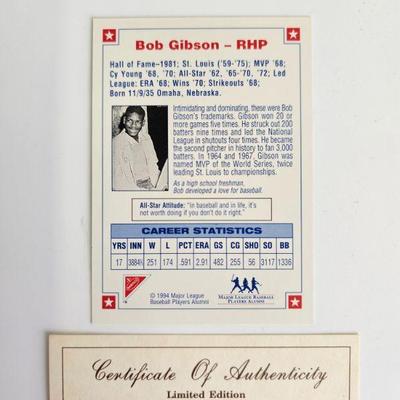 Bob Gibson – RHP
Hall of Fame–1981; St. Louis ('59-'75); MVP '68;
Cy Young '68, '70; All-Star '62, '65-'70, '72; Led
League: ERA '68; Wins '70; Strikeouts '68;
Born 11/9/35 Omaha, Nebraska.
Intimidating and dominating, these were Bob
Gibson's trademarks. Gibson won 20 or
more games five times. He struck out 200
batters nine times and led the National
League in shutouts four times. He became
the second pitcher in history to fan 3,000
batters. In 1964 and 1967, Gibson was
named MVP of the World Series, twice
leading St. Louis to championships.
As a high school freshman,
Bob developed a love for baseball.
All-Star Attitude: "In baseball and in life, it's
not worth doing if you don't do it right."
CAREER STATISTICS
YRS INN W L PCT ERA GS CG SHO SO BB
17 3884⅓ 251 174 .591 2.91 482 255 56 3117 1336
© 1994 Major League
Baseball Players Alumni
MAJOR LEAGUE BASEBALL
PLAYERS ALUMNI
Certificate Of Authenticity
Limited Edition